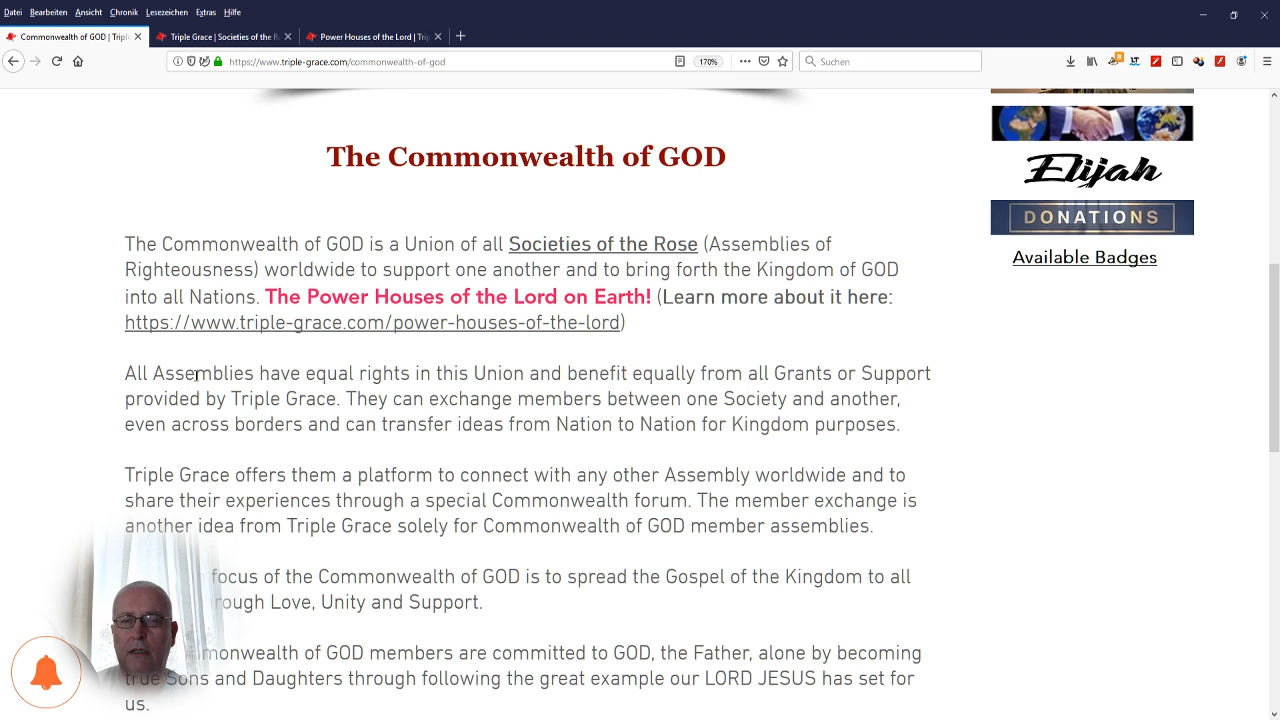 Datei Bearbeiten Ansicht Chronik Lesezeichen Extras Hilfe
Commonwealth of GOD | Triple
Triple Grace | Societies of the R
Power Houses of the Lord | Trip
https://www.triple-grace.com/commonwealth-of-god
170%
Suchen
The Commonwealth of GOD
Elijah
DONATIONS
Available Badges
The Commonwealth of GOD is a Union of all Societies of the Rose (Assemblies of
Righteousness) worldwide to support one another and to bring forth the Kingdom of GOD
into all Nations. The Power Houses of the Lord on Earth! (Learn more about it here:
https://www.triple-grace.com/power-houses-of-the-lord)
All Assemblies have equal rights in this Union and benefit equally from all Grants or Support
provided by Triple Grace. They can exchange members between one Society and another,
even across borders and can transfer ideas from Nation to Nation for Kingdom purposes.
Triple Grace offers them a platform to connect with any other Assembly worldwide and to
share their experiences through a special Commonwealth forum. The member exchange is
another idea from Triple Grace solely for Commonwealth of GOD member assemblies.
focus of the Commonwealth of GOD is to spread the Gospel of the Kingdom to all
rough Love, Unity and Support.
monwealth of GOD members are committed to GOD, the Father, alone by becoming
true Sons and Daughters through following the great example our LORD JESUS has set for
us.